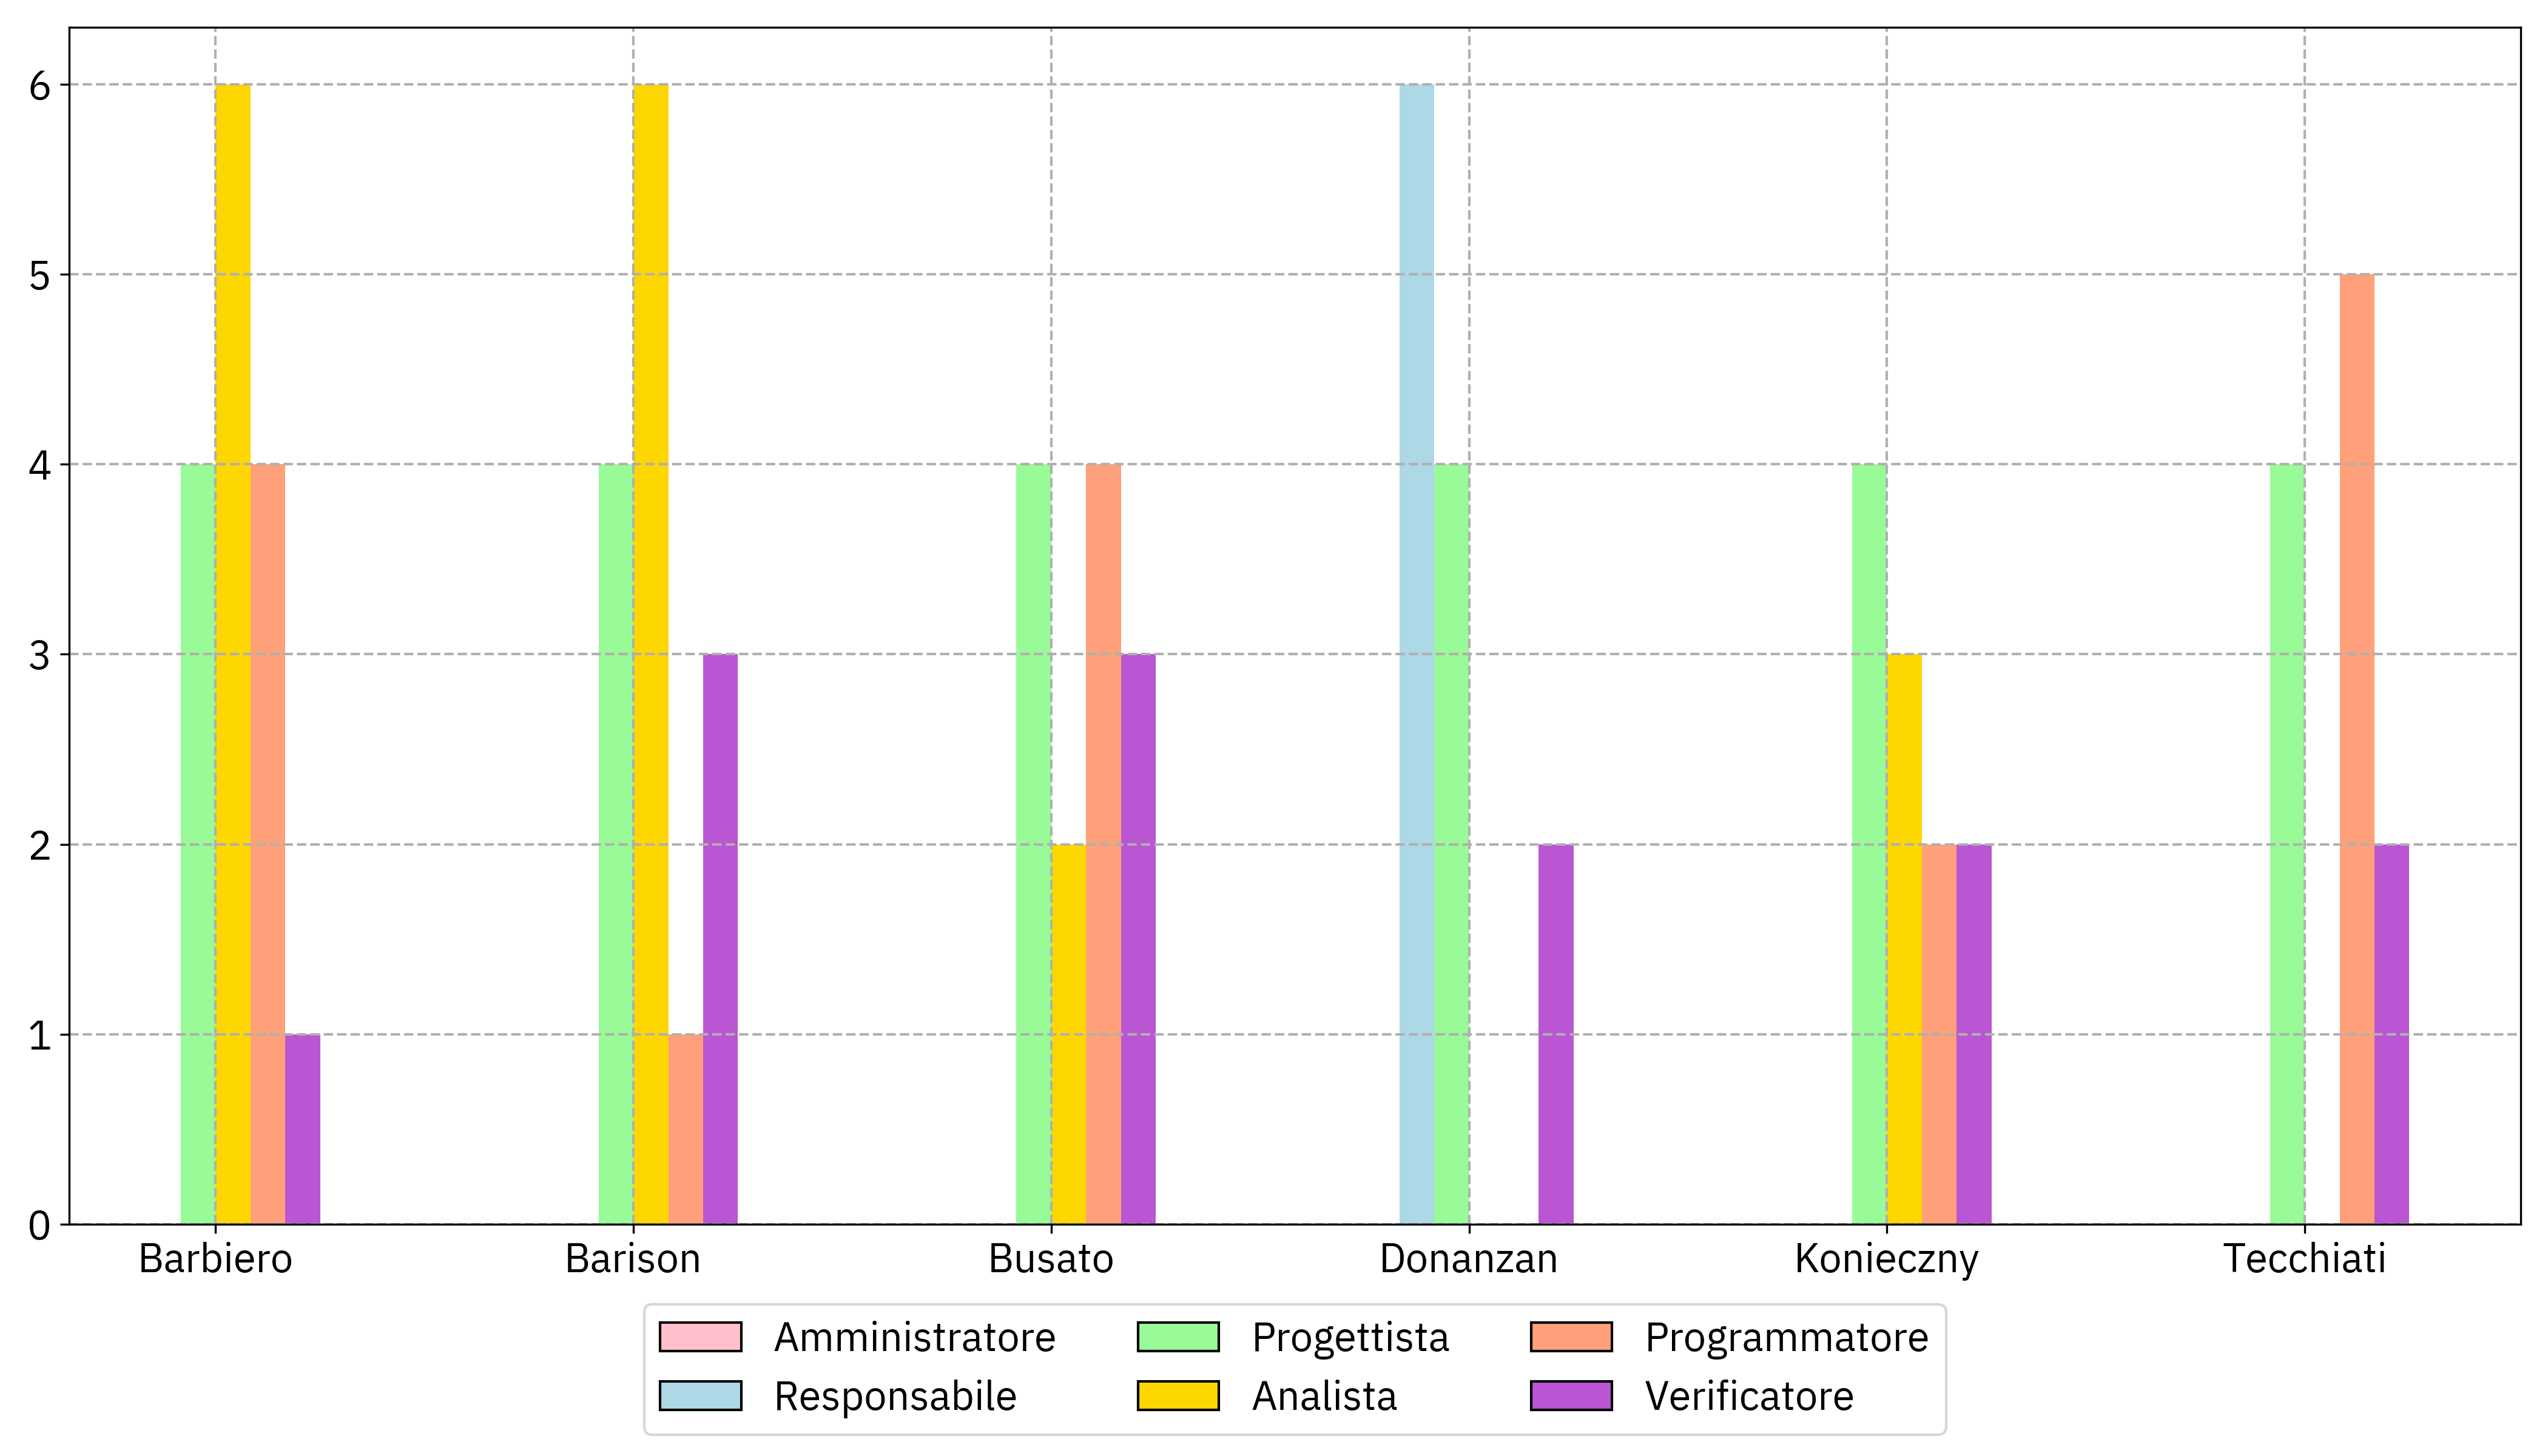 6
5
4
3
2
1
0
Barbiero Barison Busato Donanzan Konieczny Tecchiati
Amministratore Progettista Programmatore
Responsabile Analista Verificatore